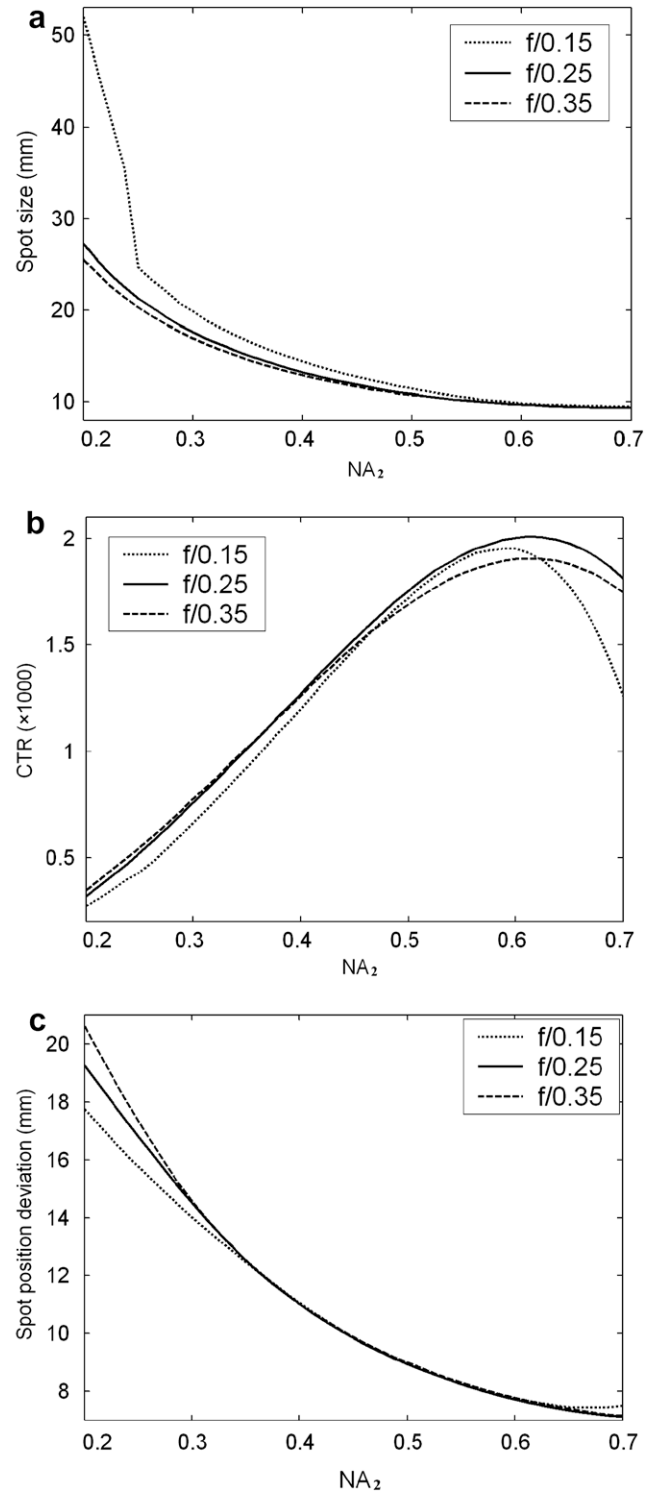 a
50
40
30
20
10
Spot size (mm)
f/0.15
f/0.25
f/0.35
0.2 0.3 0.4 0.5 0.6 0.7
NA₂
b
2
1.5
1
0.5
CTR (×1000)
f/0.15
f/0.25
f/0.35
0.2 0.3 0.4 0.5 0.6 0.7
NA₂
c
20
18
16
14
12
10
8
Spot position deviation (mm)
f/0.15
f/0.25
f/0.35
0.2 0.3 0.4 0.5 0.6 0.7
NA₂